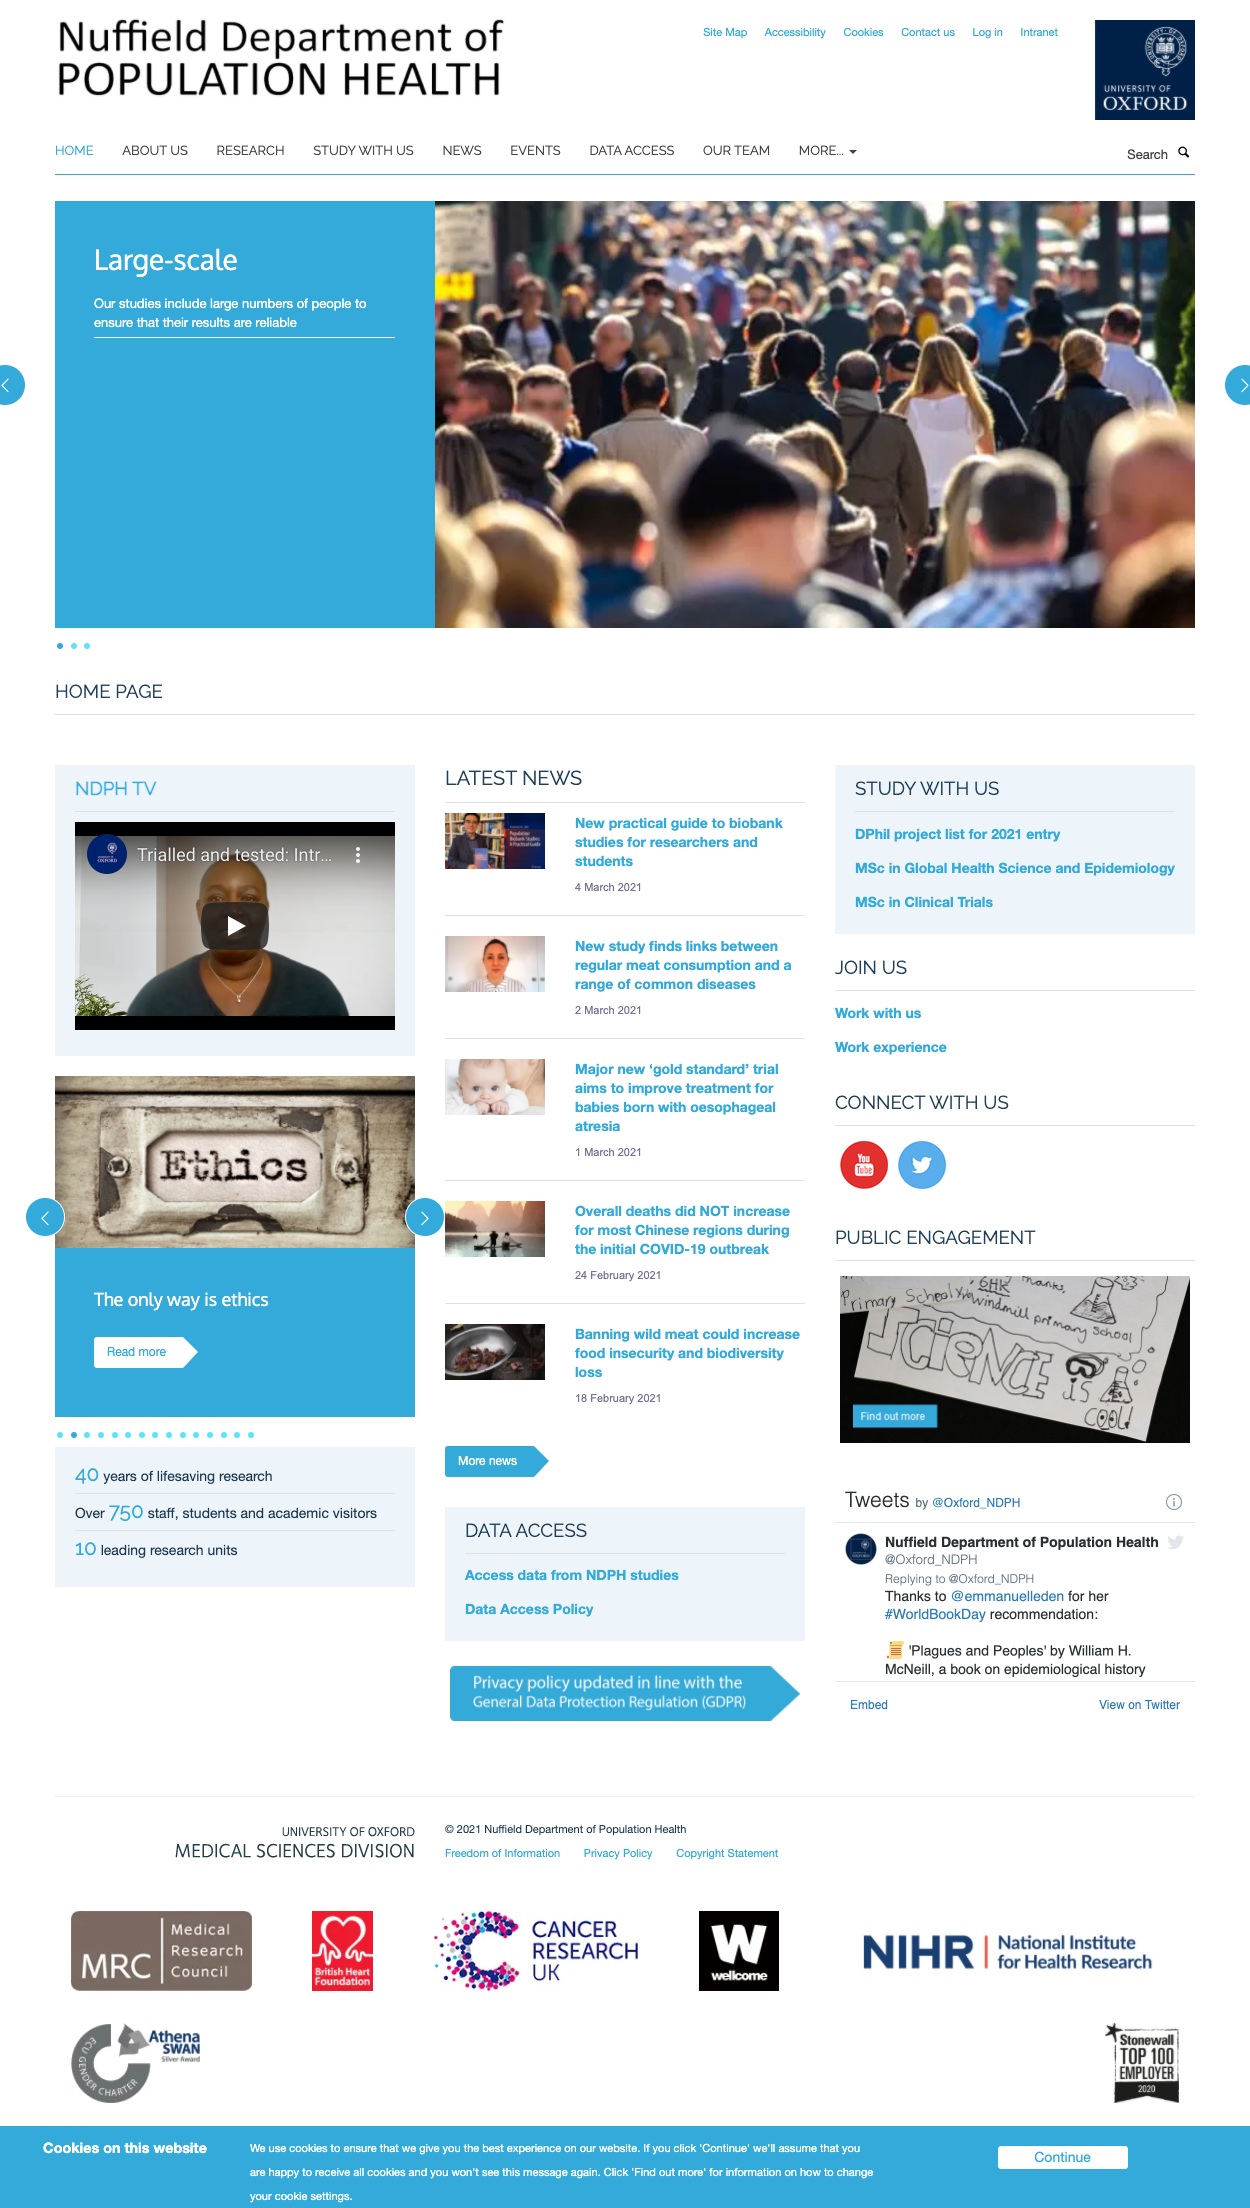 Nuffield Department of
POPULATION HEALTH
Site Map Accessibility Cookies Contact us Log in Intranet
UNIVERSITY OF
OXFORD
HOME ABOUT US RESEARCH STUDY WITH US NEWS EVENTS DATA ACCESS OUR TEAM MORE...
Search
Large-scale
Our studies include large numbers of people to
ensure that their results are reliable
HOME PAGE
NDPH TV
Trialled and tested: Intr...
Ethics
The only way is ethics
Read more
40 years of lifesaving research
Over 750 staff, students and academic visitors
10 leading research units
LATEST NEWS
New practical guide to biobank
studies for researchers and
students
4 March 2021
New study finds links between
regular meat consumption and a
range of common diseases
2 March 2021
Major new ‘gold standard’ trial
aims to improve treatment for
babies born with oesophageal
atresia
1 March 2021
Overall deaths did NOT increase
for most Chinese regions during
the initial COVID-19 outbreak
24 February 2021
Banning wild meat could increase
food insecurity and biodiversity
loss
18 February 2021
More news
DATA ACCESS
Access data from NDPH studies
Data Access Policy
Privacy policy updated in line with the
General Data Protection Regulation (GDPR)
STUDY WITH US
DPhil project list for 2021 entry
MSc in Global Health Science and Epidemiology
MSc in Clinical Trials
JOIN US
Work with us
Work experience
CONNECT WITH US
You
Tube
PUBLIC ENGAGEMENT
Primary School
thanks,
windmill primary school
SCIENCE is
cool!
Find out more
Tweets by @Oxford_NDPH
Nuffield Department of Population Health
@Oxford_NDPH
Replying to @Oxford_NDPH
Thanks to @emmanuelleden for her
#WorldBookDay recommendation:
'Plagues and Peoples' by William H.
McNeill, a book on epidemiological history
Embed View on Twitter
UNIVERSITY OF OXFORD
MEDICAL SCIENCES DIVISION
© 2021 Nuffield Department of Population Health
Freedom of Information Privacy Policy Copyright Statement
MRC
Medical
Research
Council
British Heart
Foundation
CANCER
RESEARCH
UK
W
wellcome
NIHR
National Institute
for Health Research
ECU GENDER CHARTER
Athena
SWAN
Silver Award
Stonewall
TOP 100
EMPLOYER
2020
Cookies on this website
We use cookies to ensure that we give you the best experience on our website. If you click 'Continue' we'll assume that you
are happy to receive all cookies and you won't see this message again. Click 'Find out more' for information on how to change
your cookie settings.
Continue